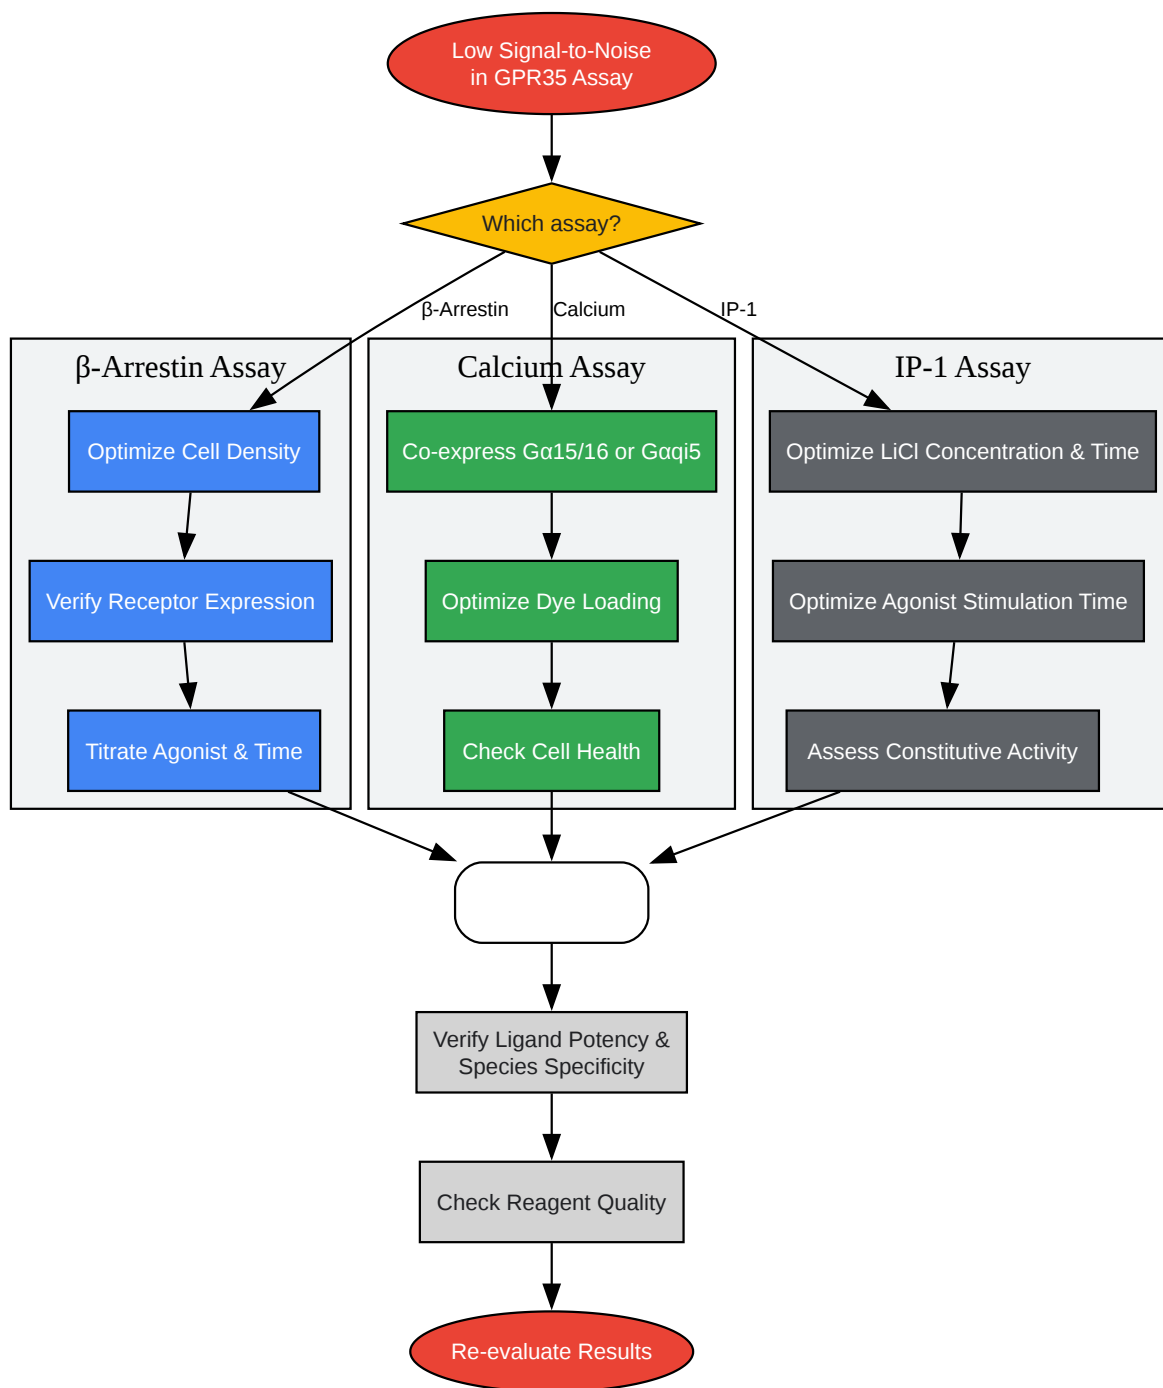 Low Signal-to-Noise
in GPR35 Assay
Which assay?
β-Arrestin
Calcium
IP-1
β-Arrestin Assay
Optimize Cell Density
Verify Receptor Expression
Titrate Agonist & Time
Calcium Assay
Co-express Gα15/16 or Gαqi5
Optimize Dye Loading
Check Cell Health
IP-1 Assay
Optimize LiCl Concentration & Time
Optimize Agonist Stimulation Time
Assess Constitutive Activity
Verify Ligand Potency &
Species Specificity
Check Reagent Quality
Re-evaluate Results